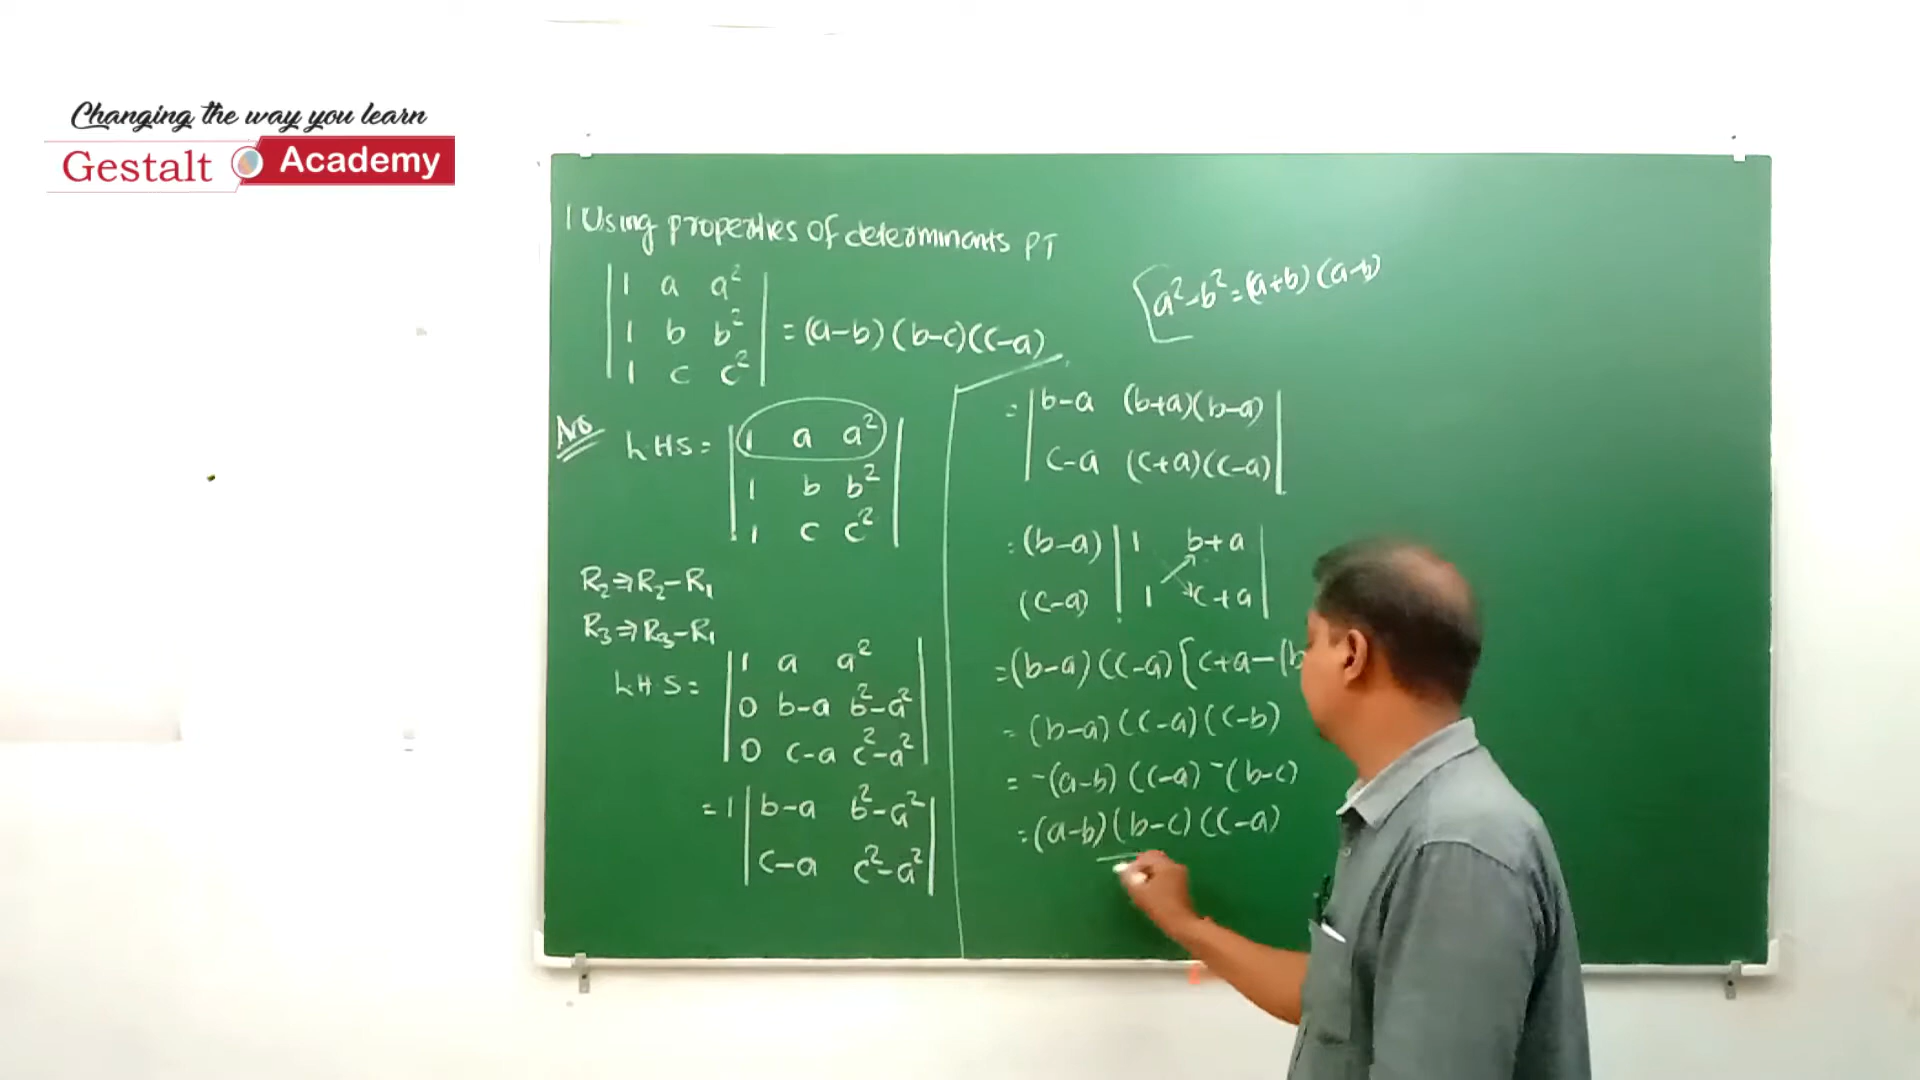 Changing the way you learn
Gestalt Academy
1 Using properties of determinants PT
| 1 a a² |
| 1 b b² | = (a-b) (b-c)(c-a)
| 1 c c² |
Ans
LHS = | 1 a a² |
| 1 b b² |
| 1 c c² |
R₂⇒R₂-R₁
R₃⇒R₃-R₁
LHS = | 1 a a² |
| 0 b-a b²-a² |
| 0 c-a c²-a² |
= 1 | b-a b²-a² |
| c-a c²-a² |
[a²-b²=(a+b)(a-b)
= | b-a (b+a)(b-a) |
| c-a (c+a)(c-a) |
= (b-a) | 1 b+a |
(c-a) | 1 c+a |
=(b-a) (c-a) [c+a-(b
= (b-a) (c-a) (c-b)
= -(a-b) (c-a) -(b-c)
= (a-b) (b-c) (c-a)